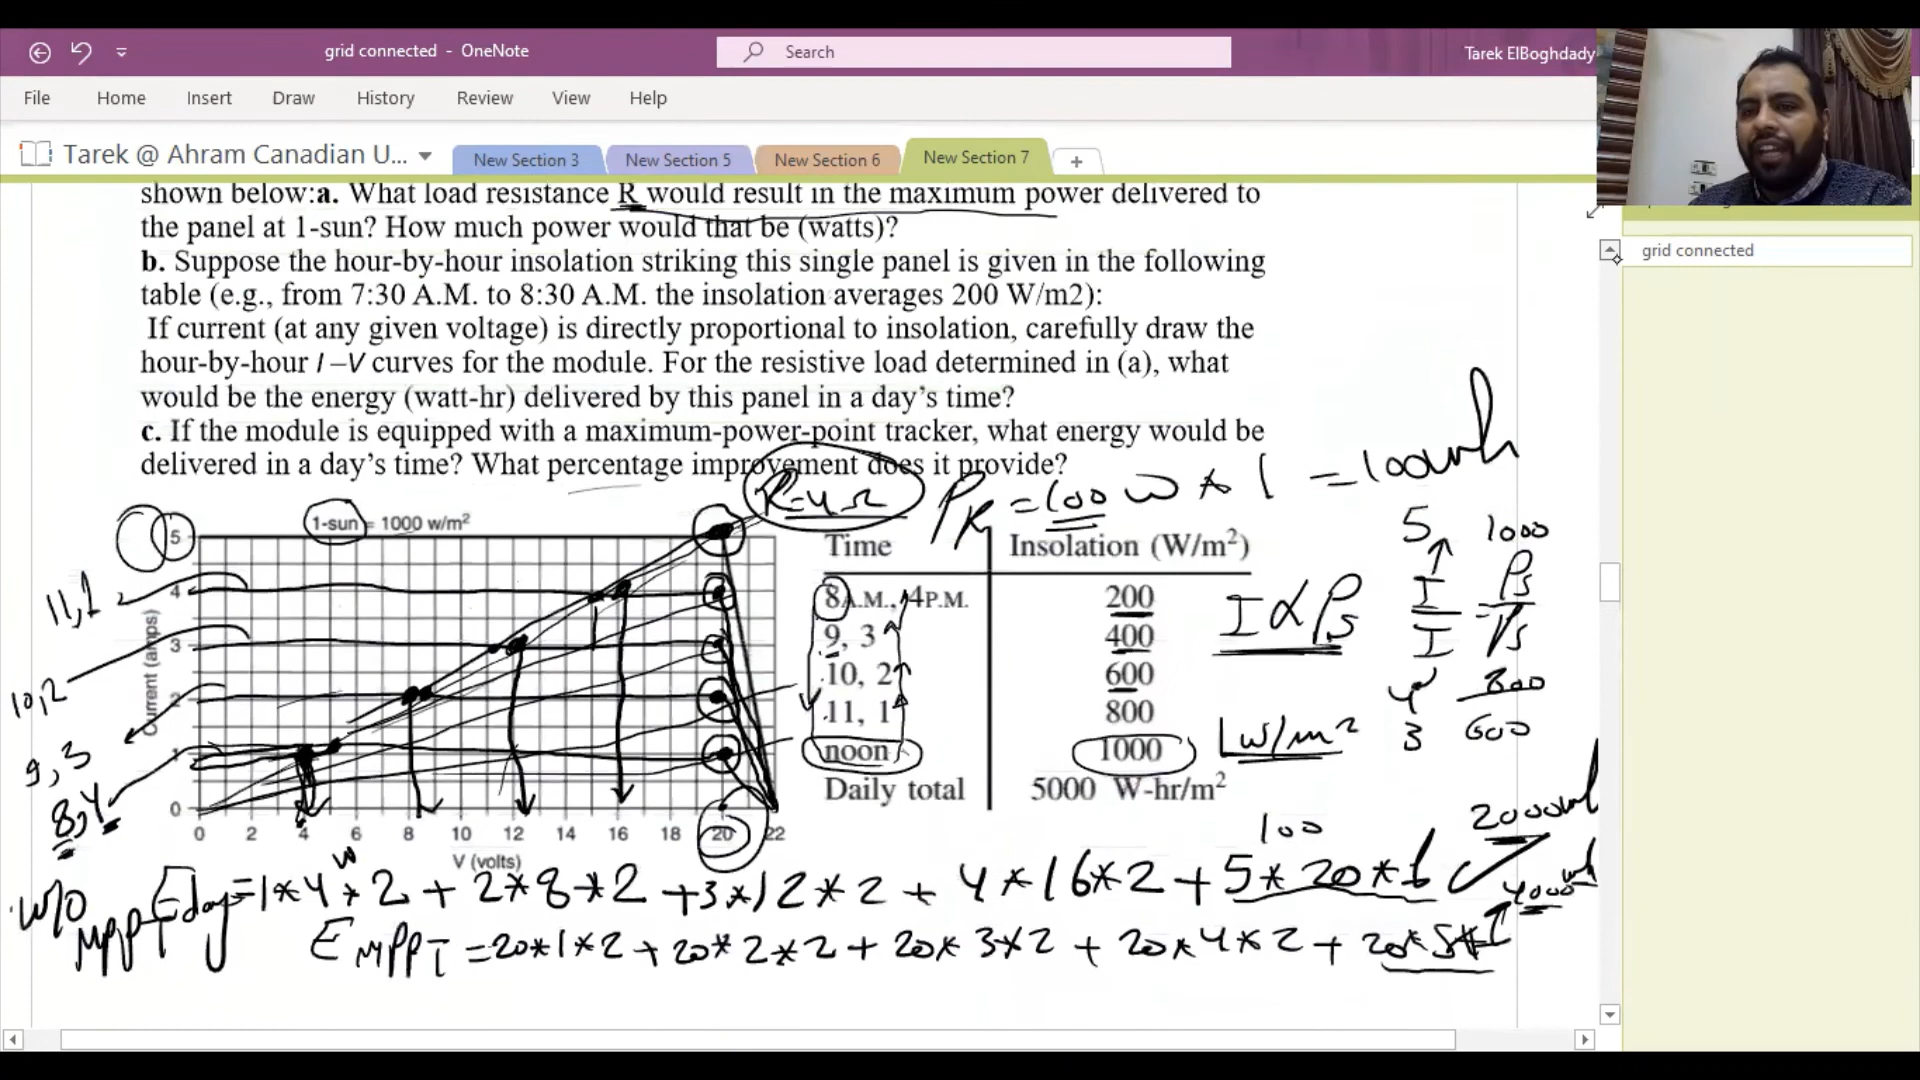 grid connected - OneNote
Search
Tarek ElBoghdady
File Home Insert Draw History Review View Help
Tarek @ Ahram Canadian U...
New Section 3
New Section 5
New Section 6
New Section 7
+
grid connected
shown below:a. What load resistance R would result in the maximum power delivered to
the panel at 1-sun? How much power would that be (watts)?
b. Suppose the hour-by-hour insolation striking this single panel is given in the following
table (e.g., from 7:30 A.M. to 8:30 A.M. the insolation averages 200 W/m2):
If current (at any given voltage) is directly proportional to insolation, carefully draw the
hour-by-hour I –V curves for the module. For the resistive load determined in (a), what
would be the energy (watt-hr) delivered by this panel in a day's time?
c. If the module is equipped with a maximum-power-point tracker, what energy would be
delivered in a day's time? What percentage improvement does it provide?
R=4Ω
= 100 W * 1 = 100wh
1-sun = 1000 w/m²
5
4
3
2
1
0
Current (amps)
0 2 4 6 8 10 12 14 16 18 20 22
V (volts)
11,1
10,2
9,3
8,4
Time Insolation (W/m²)
8 A.M., 4 P.M. 200
9, 3 400
10, 2 600
11, 1 800
noon 1000
Daily total 5000 W-hr/m²
I ∝ Ps
5 1000
I Ps
I = Ps
4 800
3 600
1 w/m²
100
2000wh
w/o MPPT Eday = 1*4*2 + 2*8*2 + 3*12*2 + 4*16*2 + 5*20*1
4000wh
E MPPT = 20*1*2 + 20*2*2 + 20*3*2 + 20*4*2 + 20*5*1